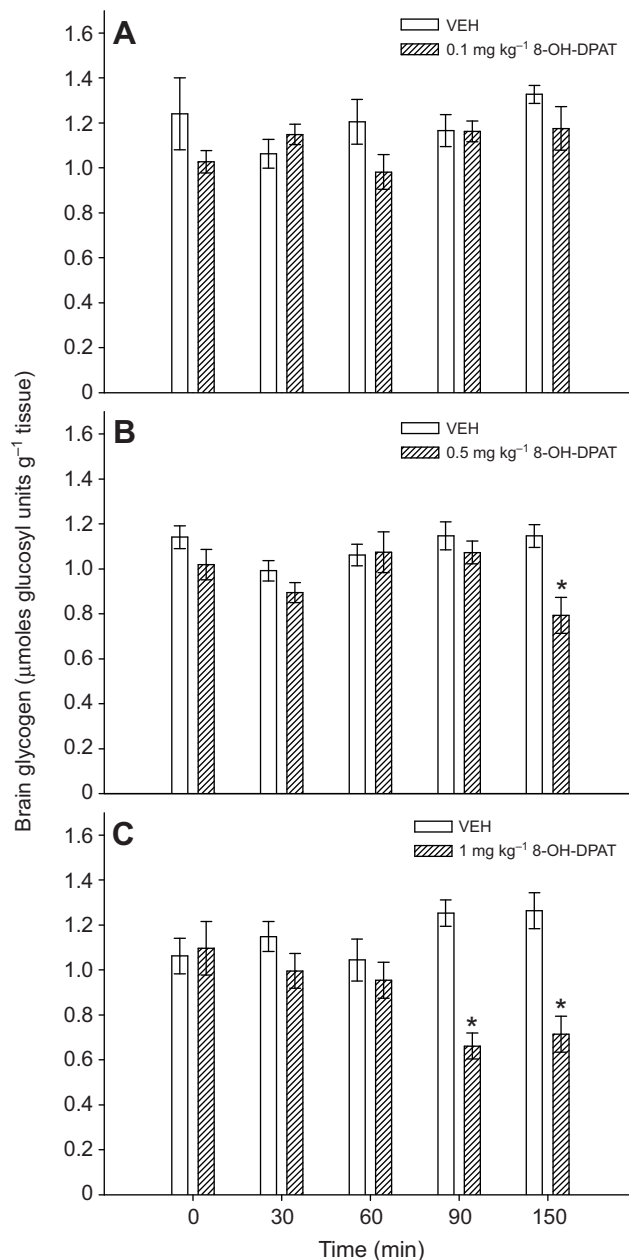 A
VEH
0.1 mg kg⁻¹ 8-OH-DPAT
1.6
1.4
1.2
1.0
0.8
0.6
0.4
0.2
0
B
VEH
0.5 mg kg⁻¹ 8-OH-DPAT
1.6
1.4
1.2
1.0
0.8
*
0.6
0.4
0.2
0
Brain glycogen (μmoles glucosyl units g⁻¹ tissue)
C
VEH
1 mg kg⁻¹ 8-OH-DPAT
1.6
1.4
1.2
1.0
0.8
* *
0.6
0.4
0.2
0
0 30 60 90 150
Time (min)